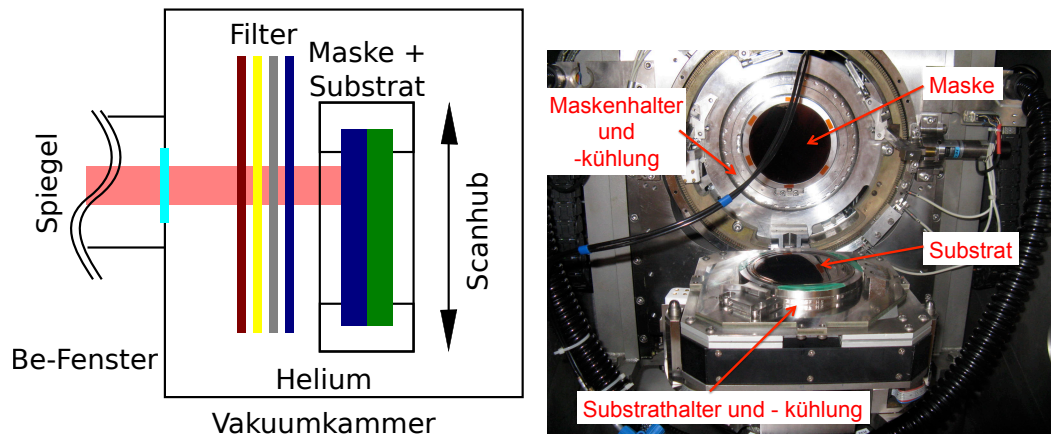 Filter
Maske +
Substrat
Spiegel
Scanhub
Be-Fenster
Helium
Vakuumkammer
Maskenhalter
und
-kühlung
Maske
Substrat
Substrathalter und - kühlung